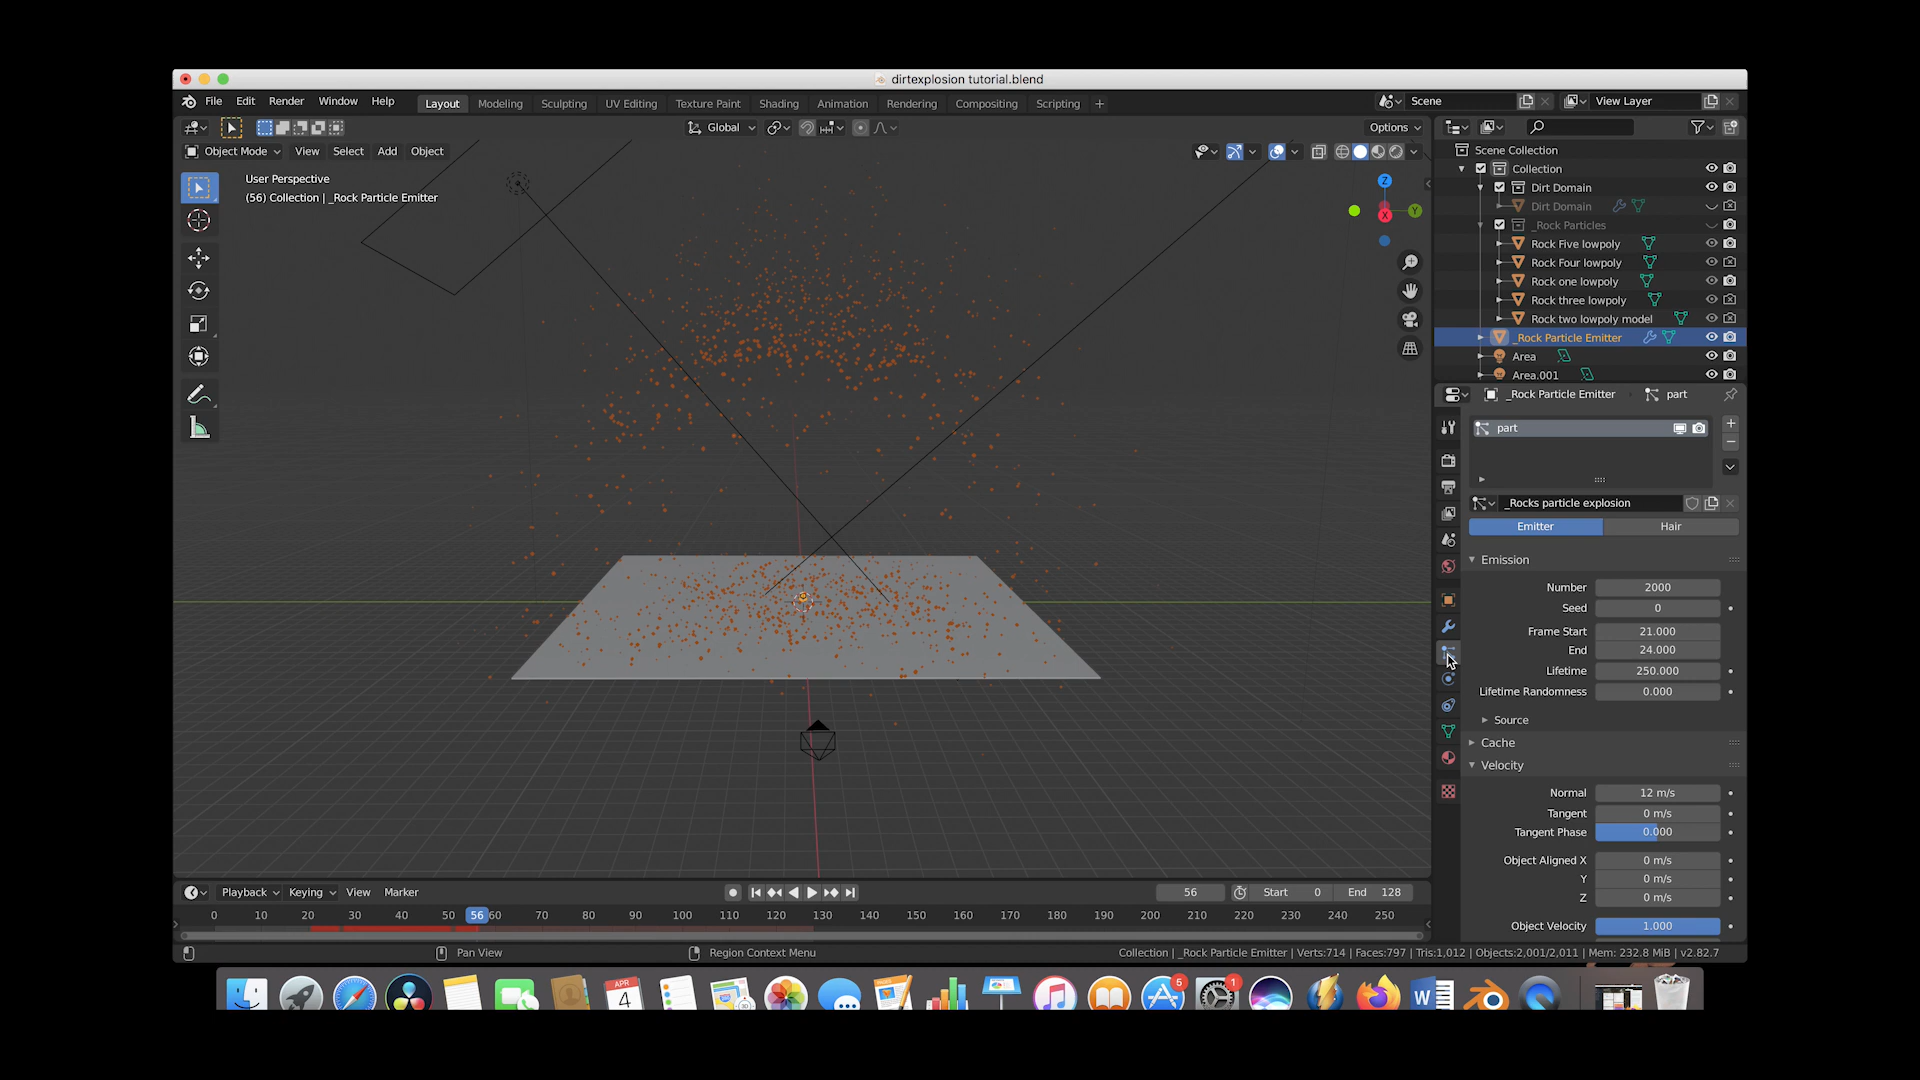 dirtexplosion tutorial.blend
File Edit Render Window Help Layout Modeling Sculpting UV Editing Texture Paint Shading Animation Rendering Compositing Scripting + Scene View Layer
Global Options
Object Mode View Select Add Object
User Perspective
(56) Collection | _Rock Particle Emitter
Z
Y
X
Scene Collection
Collection
Dirt Domain
Dirt Domain
_Rock Particles
Rock Five lowpoly
Rock Four lowpoly
Rock one lowpoly
Rock three lowpoly
Rock two lowpoly model
_Rock Particle Emitter
Area
Area.001
_Rock Particle Emitter part
part
_Rocks particle explosion
Emitter Hair
Emission
Number 2000
Seed 0
Frame Start 21.000
End 24.000
Lifetime 250.000
Lifetime Randomness 0.000
Source
Cache
Velocity
Normal 12 m/s
Tangent 0 m/s
Tangent Phase 0.000
Object Aligned X 0 m/s
Y 0 m/s
Z 0 m/s
Object Velocity 1.000
Playback Keying View Marker 56 Start 0 End 128
0 10 20 30 40 50 56 60 70 80 90 100 110 120 130 140 150 160 170 180 190 200 210 220 230 240 250
Pan View Region Context Menu Collection | _Rock Particle Emitter | Verts:714 | Faces:797 | Tris:1,012 | Objects:2,001/2,011 | Mem: 232.8 MiB | v2.82.7
APR
4
5
1
W